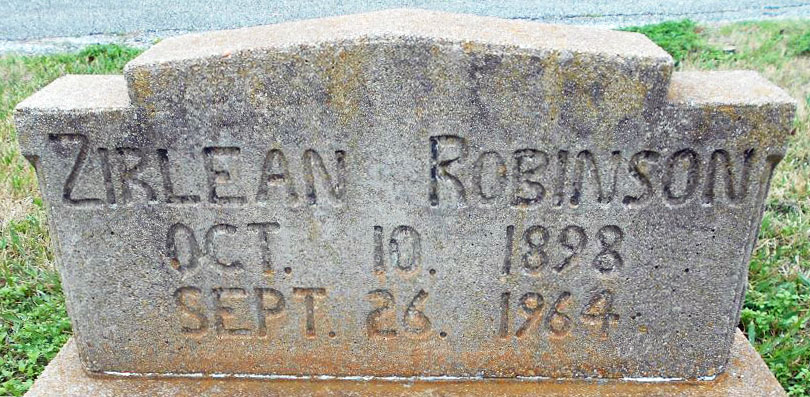 ZIRLEAN ROBINSON
OCT. 10. 1898
SEPT. 26. 1964